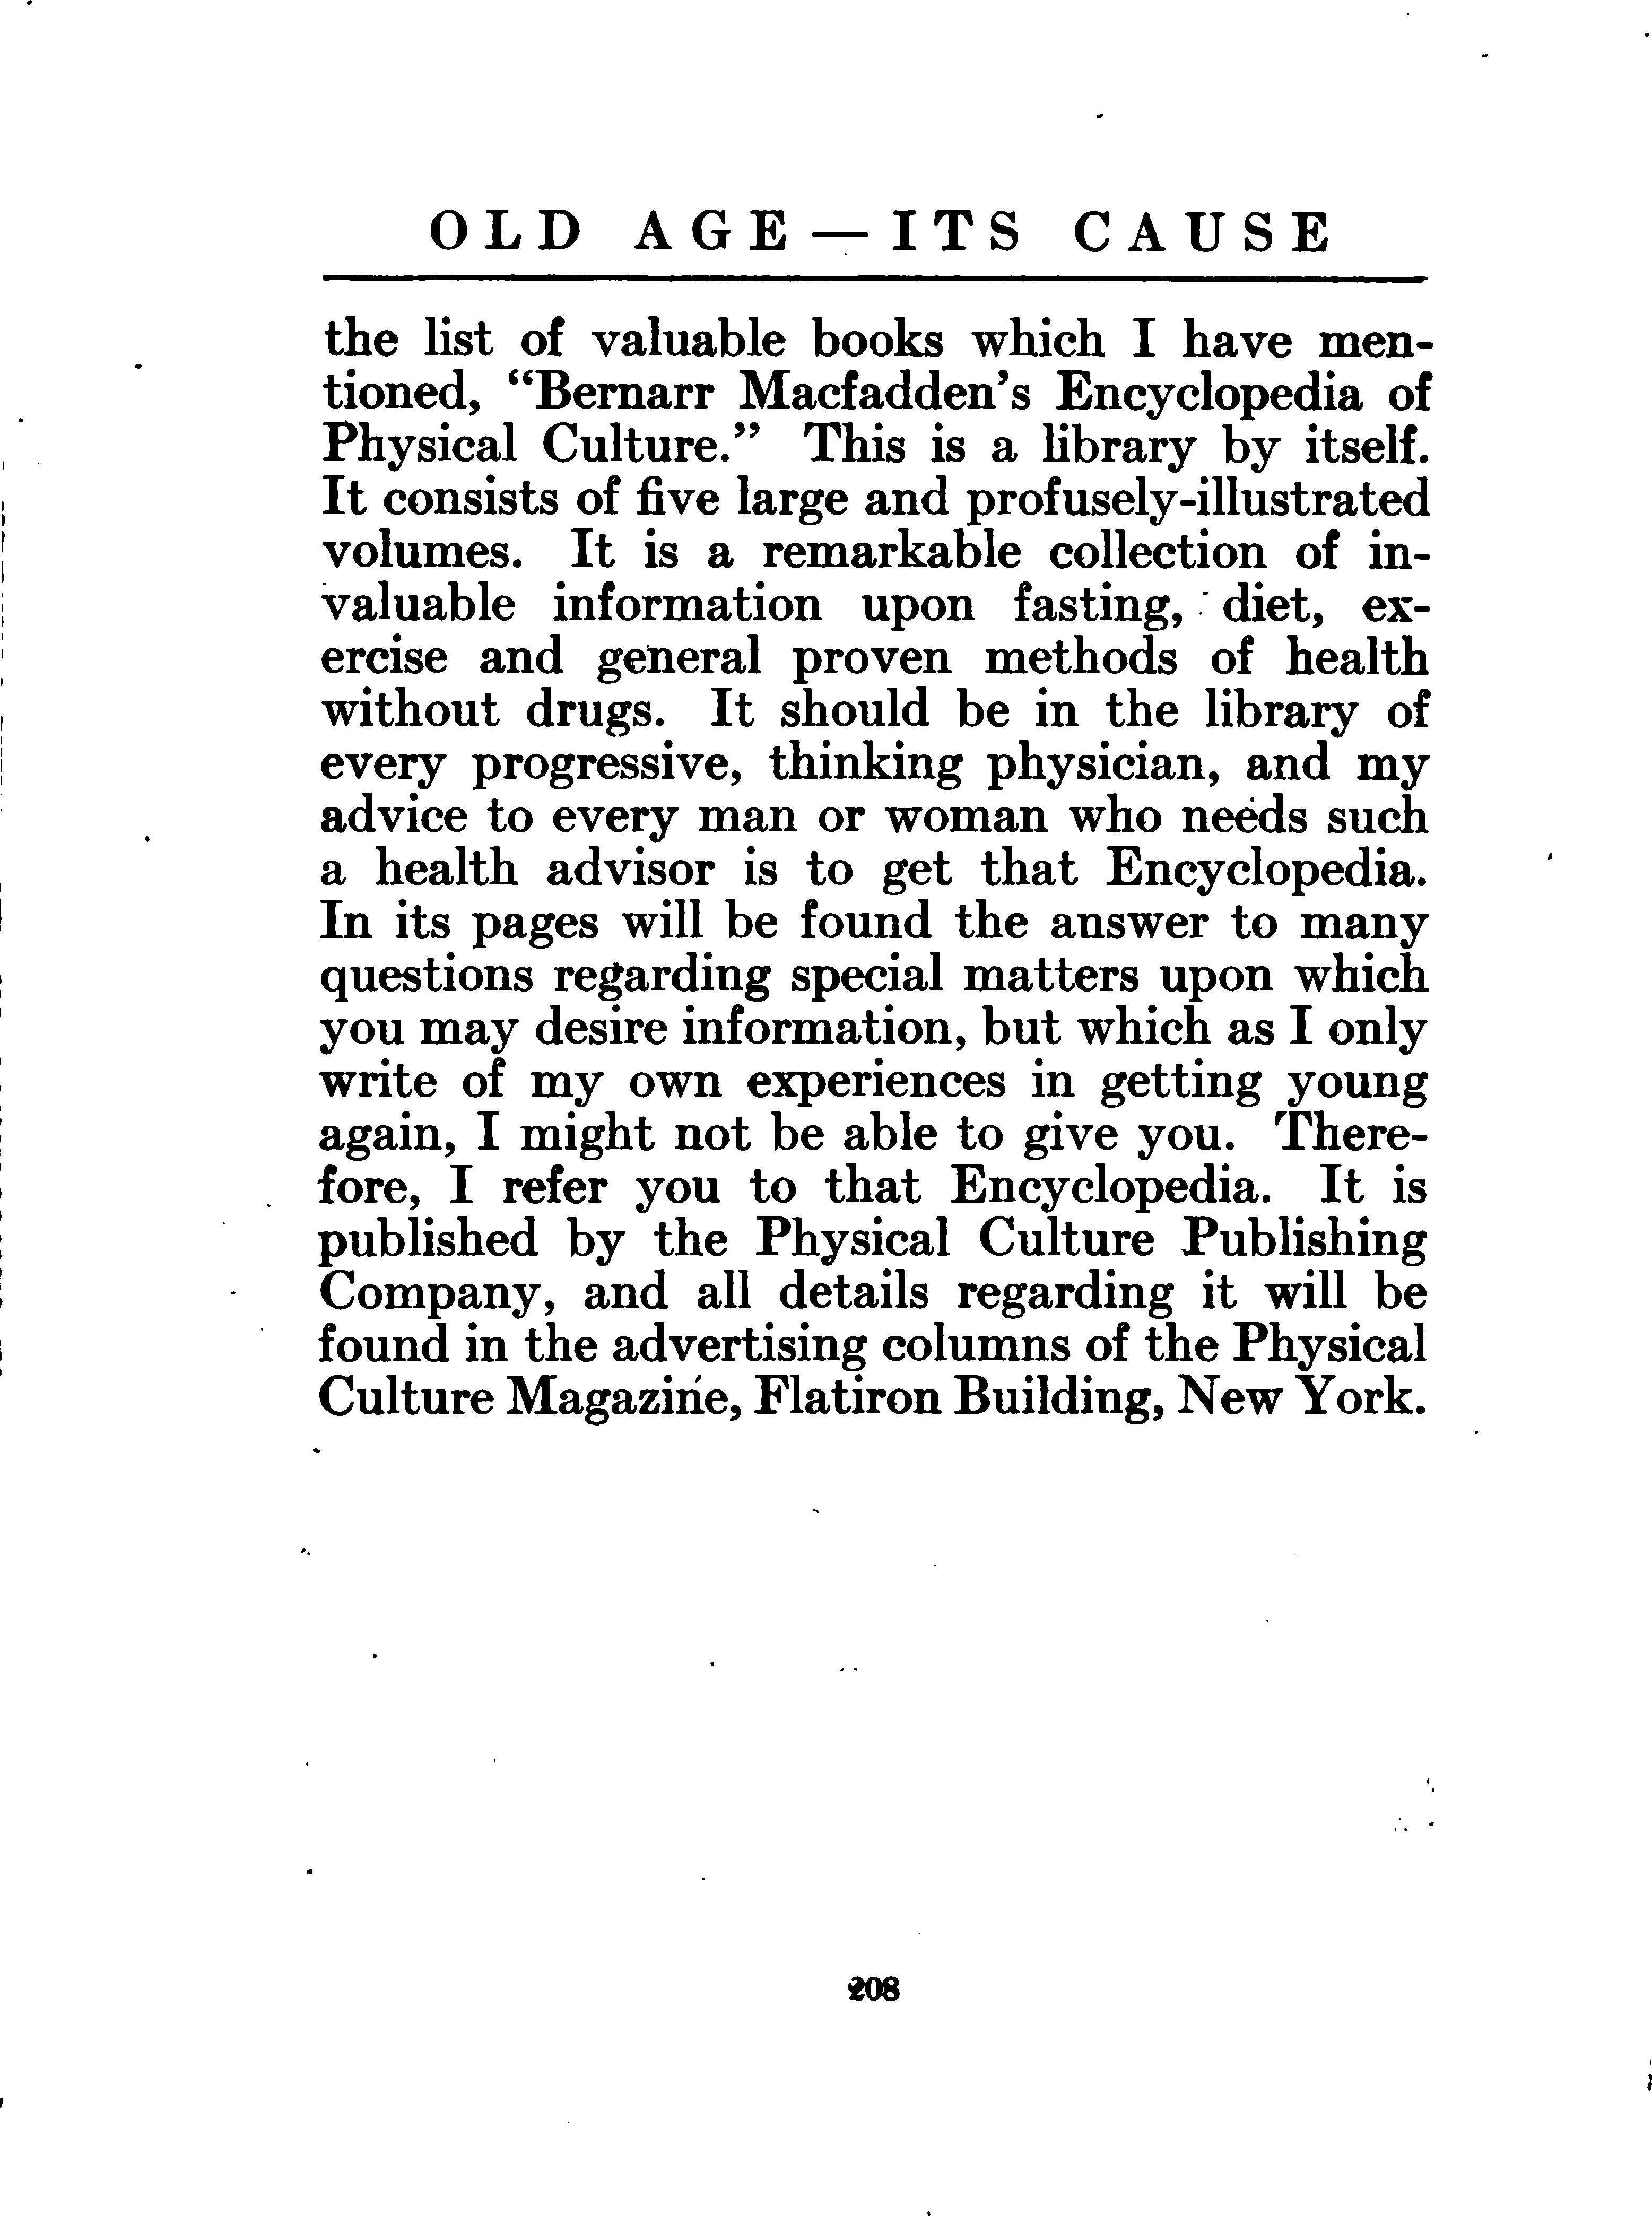 OLD AGE—ITS CAUSE
the list of valuable books which I have men-
tioned, “Bernarr Macfadden’s Encyclopedia of
Physical Culture.” This is a library by itself.
It consists of five large and profusely-illustrated
volumes. It is a remarkable collection of in-
valuable information upon fasting, diet, ex-
ercise and general proven methods of health
without drugs. It should be in the library of
every progressive, thinking physician, and my
advice to every man or woman who needs such
a health advisor is to get that Encyclopedia.
In its pages will be found the answer to many
questions regarding special matters upon which
you may desire information, but which as I only
write of my own experiences in getting young
again, I might not be able to give you. There-
fore, I refer you to that Encyclopedia. It is
published by the Physical Culture Publishing
Company, and all details regarding it will be
found in the advertising columns of the Physical
Culture Magazine, Flatiron Building, New York.
208